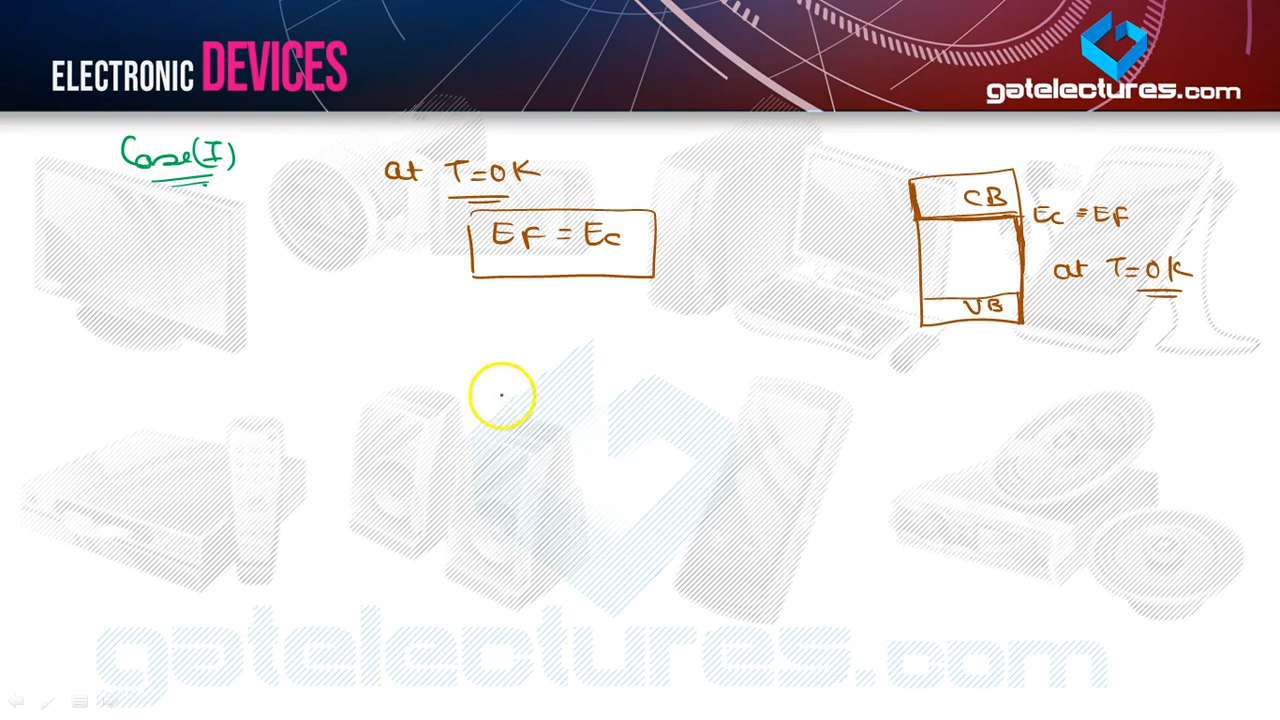 ELECTRONIC DEVICES
gatelectures.com
Case(I)
at T=0K
EF = Ec
CB
Ec = EF
at T=0K
VB
gatelectures.com